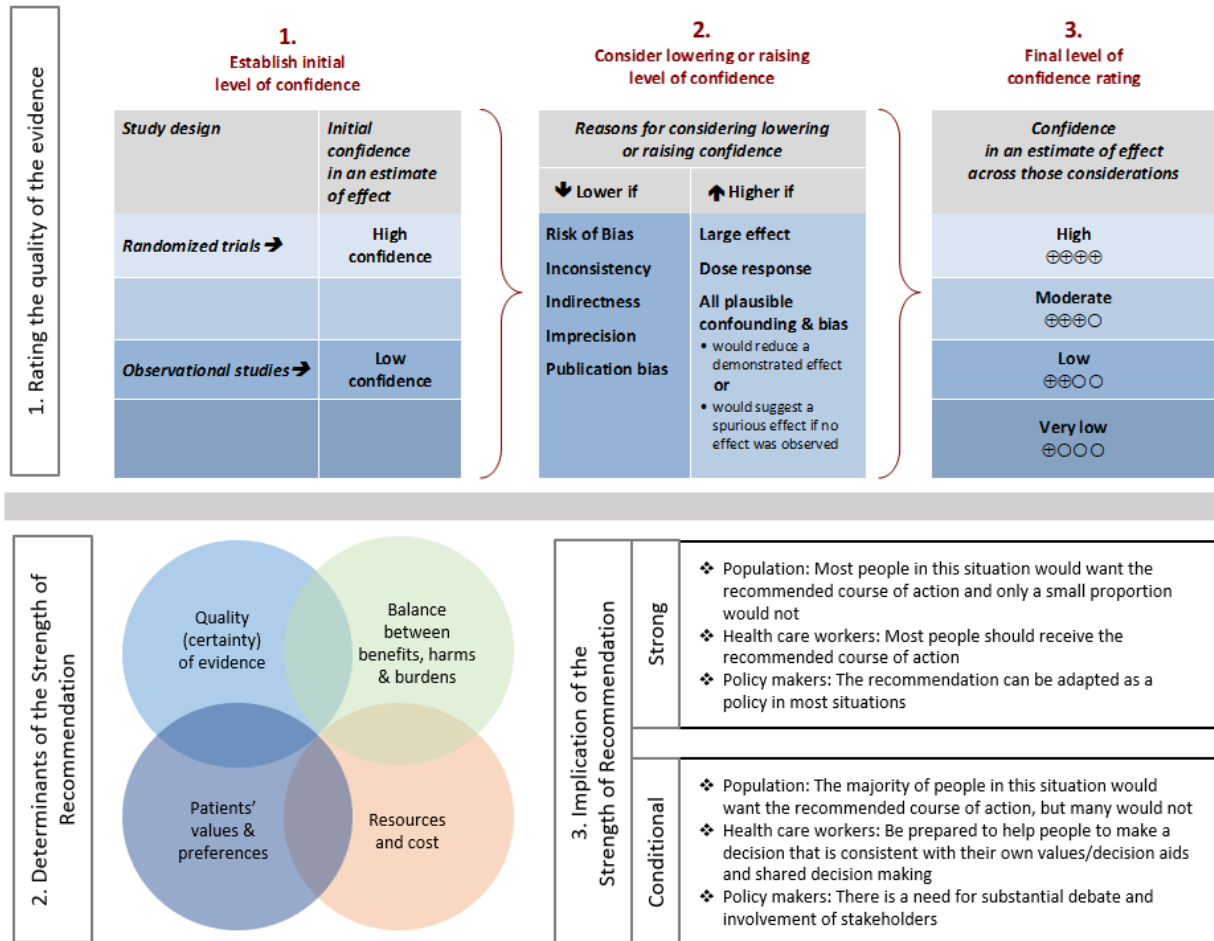 1. Rating the quality of the evidence
1.
Establish initial
level of confidence
2.
Consider lowering or raising
level of confidence
3.
Final level of
confidence rating
Study design
Initial
confidence
in an estimate
of effect
Randomized trials ➔
High
confidence
Observational studies ➔
Low
confidence
Reasons for considering lowering
or raising confidence
🡇 Lower if
🡅 Higher if
Risk of Bias
Inconsistency
Indirectness
Imprecision
Publication bias
Large effect
Dose response
All plausible
confounding & bias
• would reduce a
demonstrated effect
or
• would suggest a
spurious effect if no
effect was observed
Confidence
in an estimate of effect
across those considerations
High
⊕⊕⊕⊕
Moderate
⊕⊕⊕○
Low
⊕⊕○○
Very low
⊕○○○
2. Determinants of the Strength of
Recommendation
Quality
(certainty)
of evidence
Balance
between
benefits, harms
& burdens
Patients’
values &
preferences
Resources
and cost
3. Implication of the
Strength of Recommendation
Strong
❖ Population: Most people in this situation would want the
recommended course of action and only a small proportion
would not
❖ Health care workers: Most people should receive the
recommended course of action
❖ Policy makers: The recommendation can be adapted as a
policy in most situations
Conditional
❖ Population: The majority of people in this situation would
want the recommended course of action, but many would not
❖ Health care workers: Be prepared to help people to make a
decision that is consistent with their own values/decision aids
and shared decision making
❖ Policy makers: There is a need for substantial debate and
involvement of stakeholders